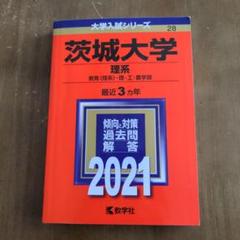 大学入試シリーズ
28
茨城大学
理系
教育〈理系〉・理・工・農学部
最近3カ年
傾向と対策
過去問
解答
2021
教学社